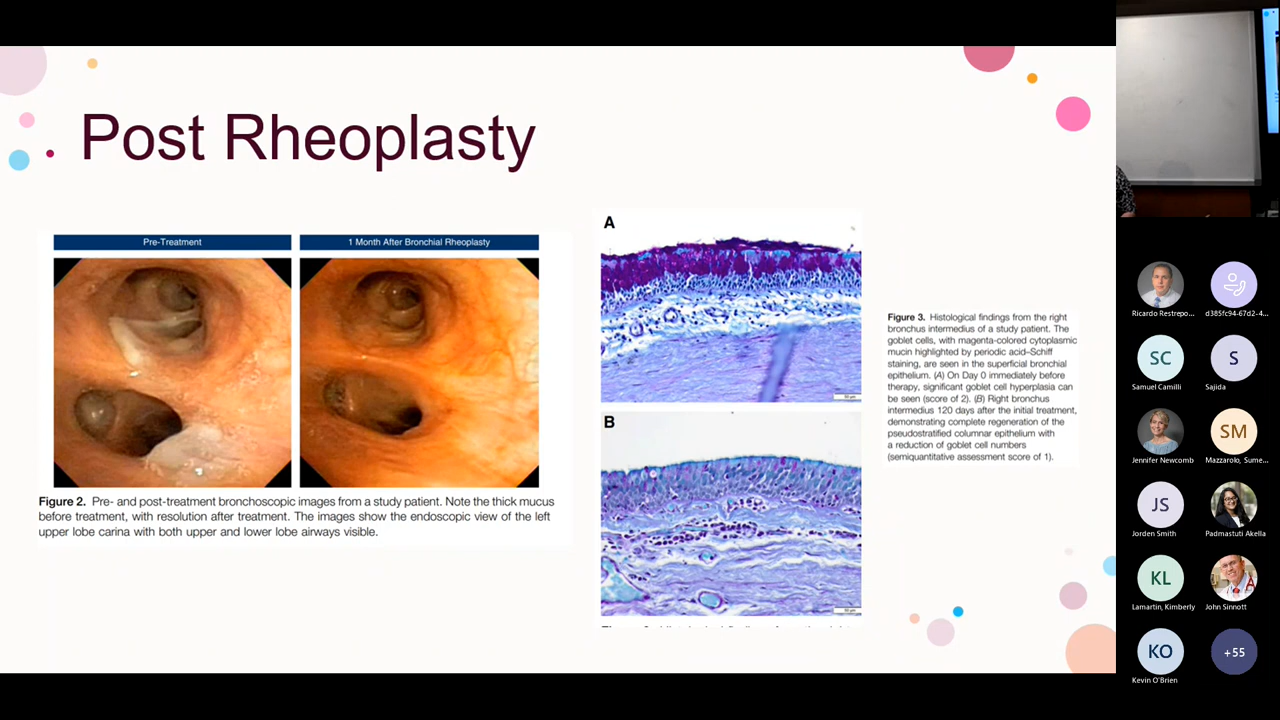 Post Rheoplasty
Pre-Treatment
1 Month After Bronchial Rheoplasty
Figure 2. Pre- and post-treatment bronchoscopic images from a study patient. Note the thick mucus
before treatment, with resolution after treatment. The images show the endoscopic view of the left
upper lobe carina with both upper and lower lobe airways visible.
A
B
Figure 3. Histological findings from the right
bronchus intermedius of a study patient. The
goblet cells, with magenta-colored cytoplasmic
mucin highlighted by periodic acid–Schiff
staining, are seen in the superficial bronchial
epithelium. (A) On Day 0 immediately before
therapy, significant goblet cell hyperplasia can
be seen (score of 2). (B) Right bronchus
intermedius 120 days after the initial treatment,
demonstrating complete regeneration of the
pseudostratified columnar epithelium with
a reduction of goblet cell numbers
(semiquantitative assessment score of 1).
Ricardo Restrepo...
d385fc94-67d2-4...
SC
Samuel Camilli
S
Sajida
Jennifer Newcomb
SM
Mazzarolo, Sume...
JS
Jorden Smith
Padmastuti Akella
KL
Lamartin, Kimberly
John Sinnott
KO
Kevin O'Brien
+55